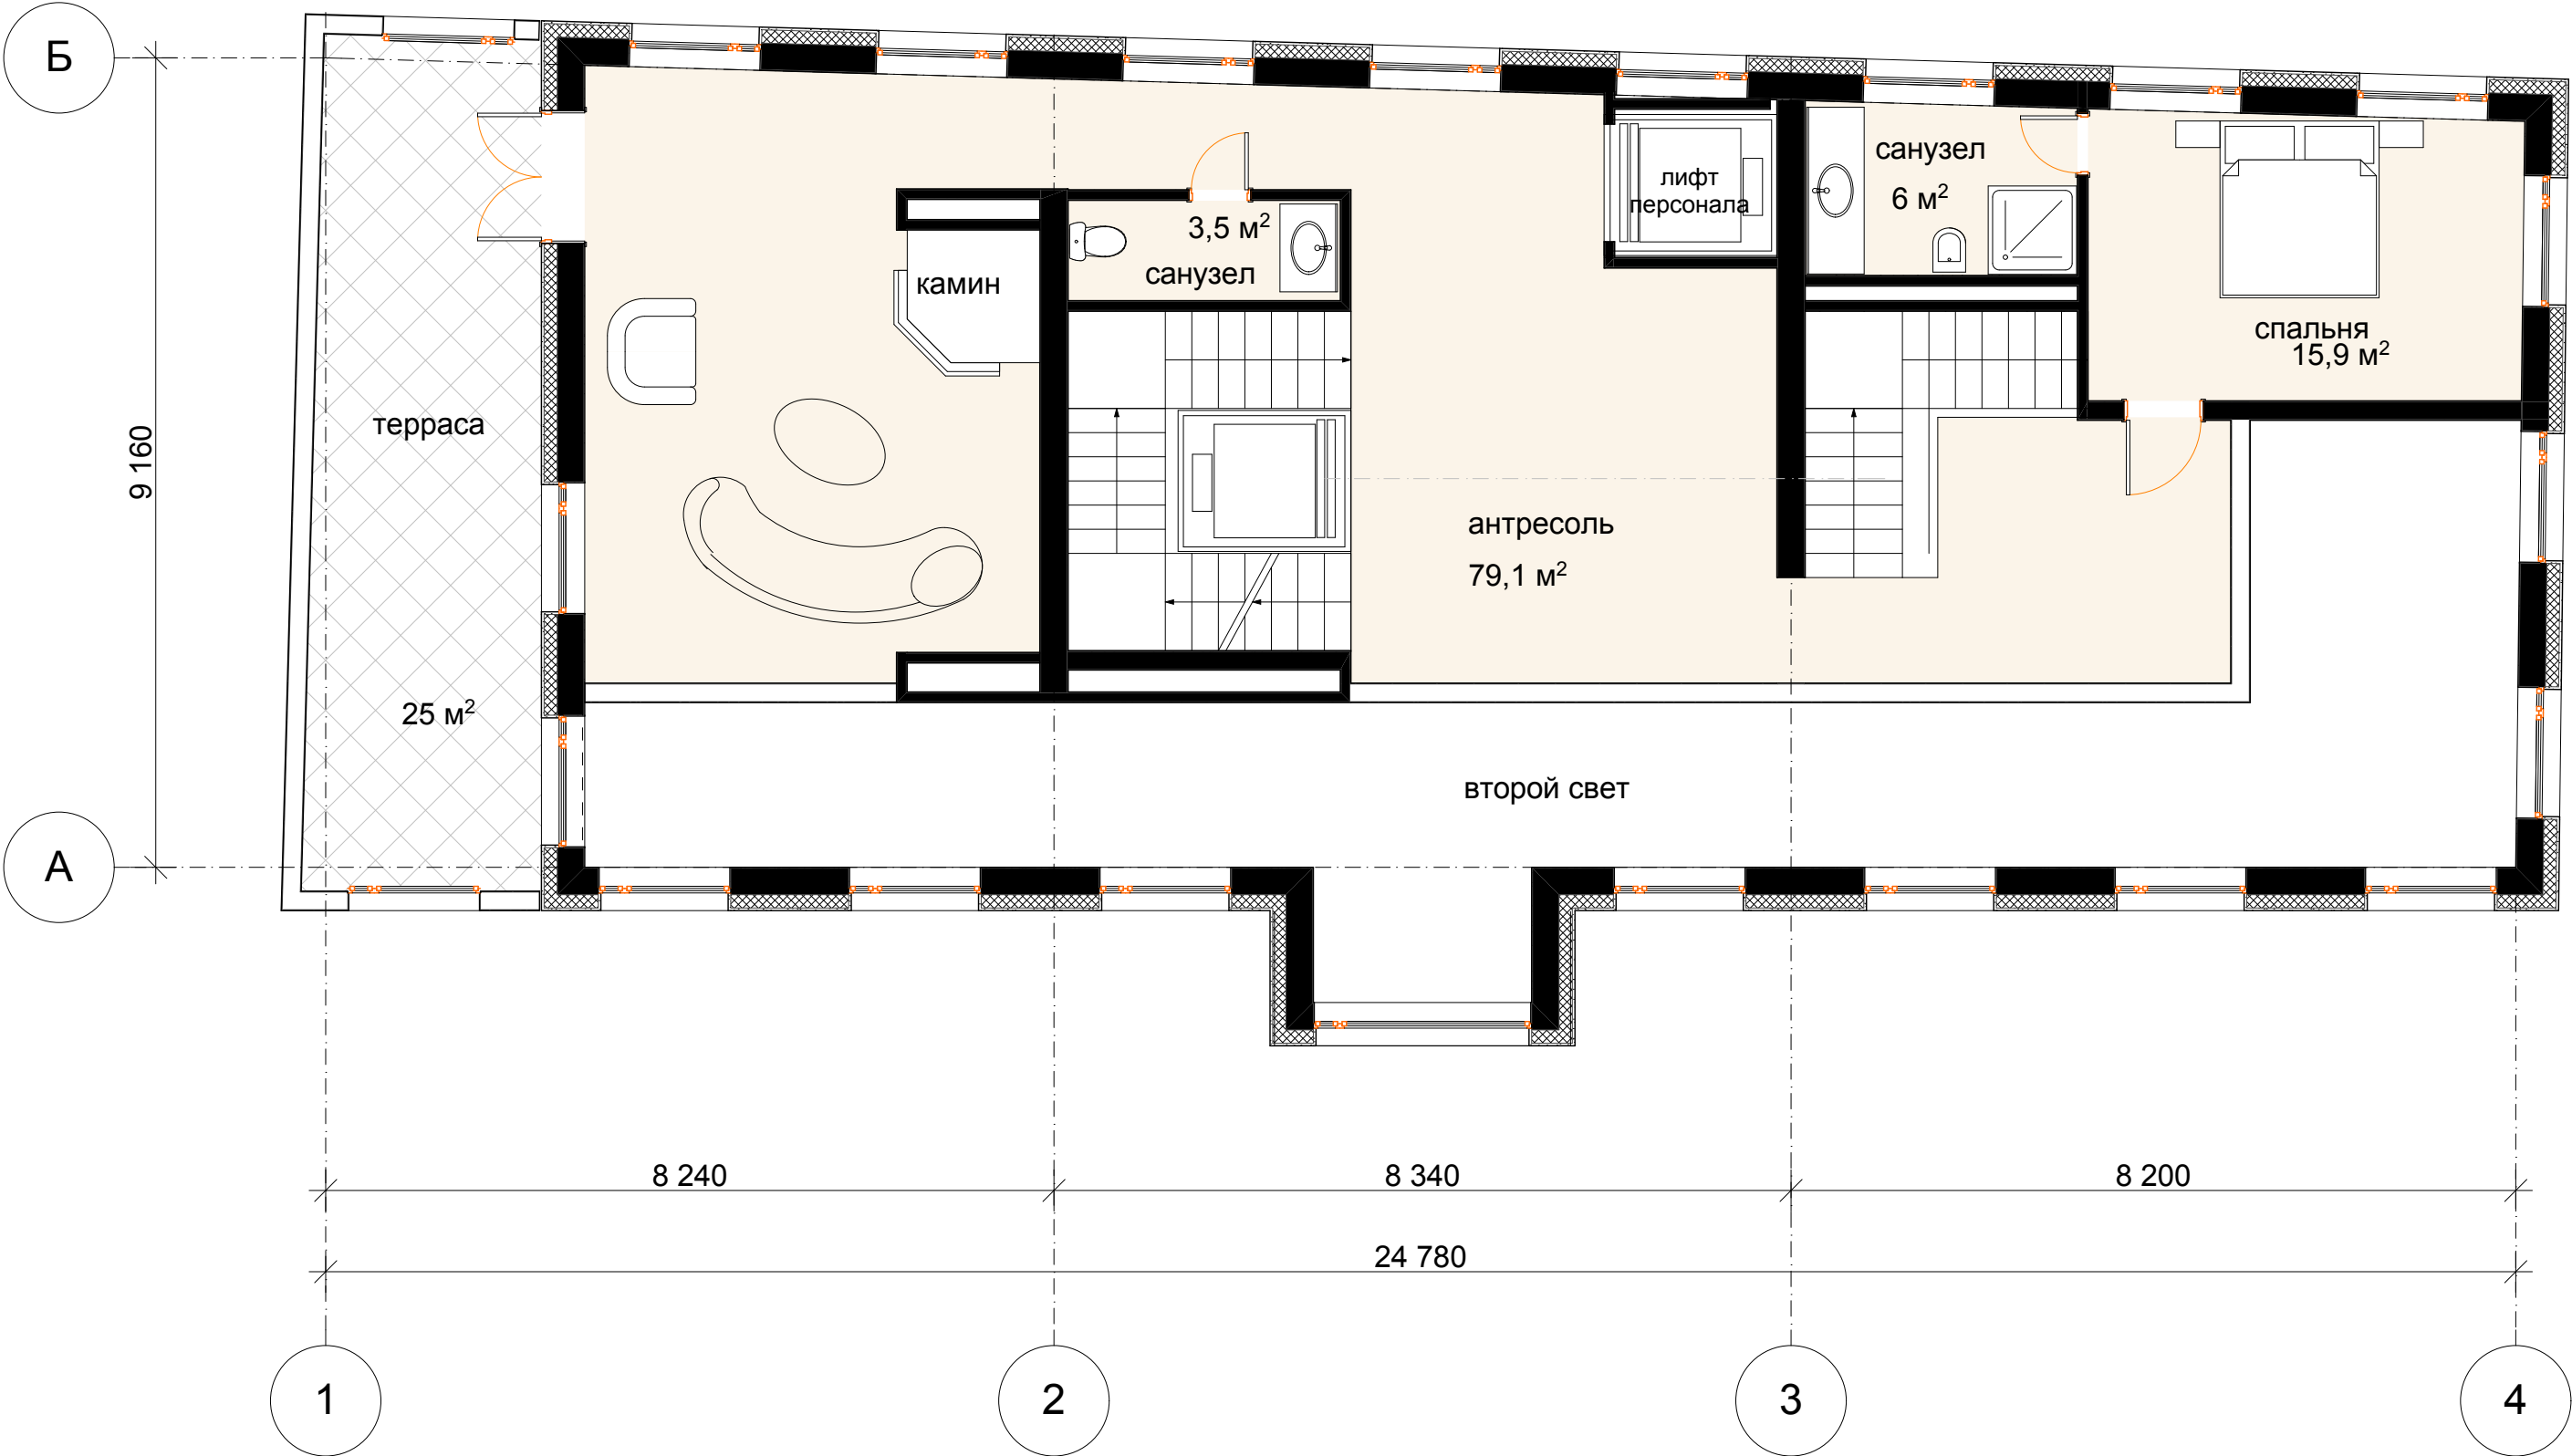 Б
санузел
6 м²
лифт
персонала
3,5 м²
санузел
камин
спальня
15,9 м²
терраса
9 160
антресоль
79,1 м²
25 м²
второй свет
А
8 240
8 340
8 200
24 780
1
2
3
4